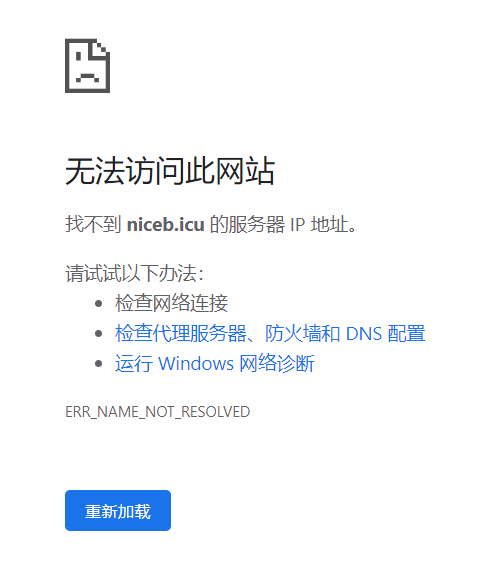 无法访问此网站
找不到 niceb.icu 的服务器 IP 地址。
请试试以下办法：
检查网络连接
检查代理服务器、防火墙和 DNS 配置
运行 Windows 网络诊断
ERR_NAME_NOT_RESOLVED
重新加载